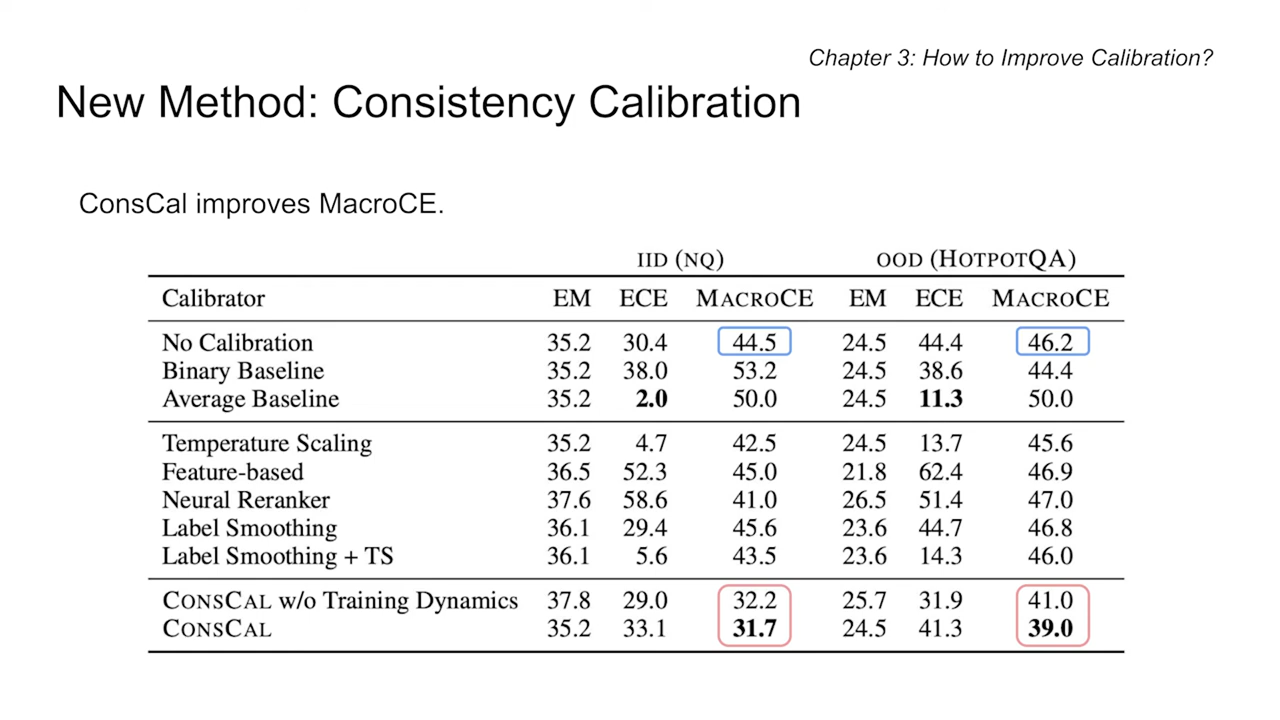 Chapter 3: How to Improve Calibration?
New Method: Consistency Calibration
ConsCal improves MacroCE.
IID (NQ) OOD (HOTPOTQA)
Calibrator EM ECE MACROCE EM ECE MACROCE
No Calibration 35.2 30.4 44.5 24.5 44.4 46.2
Binary Baseline 35.2 38.0 53.2 24.5 38.6 44.4
Average Baseline 35.2 2.0 50.0 24.5 11.3 50.0
Temperature Scaling 35.2 4.7 42.5 24.5 13.7 45.6
Feature-based 36.5 52.3 45.0 21.8 62.4 46.9
Neural Reranker 37.6 58.6 41.0 26.5 51.4 47.0
Label Smoothing 36.1 29.4 45.6 23.6 44.7 46.8
Label Smoothing + TS 36.1 5.6 43.5 23.6 14.3 46.0
CONSCAL w/o Training Dynamics 37.8 29.0 32.2 25.7 31.9 41.0
CONSCAL 35.2 33.1 31.7 24.5 41.3 39.0